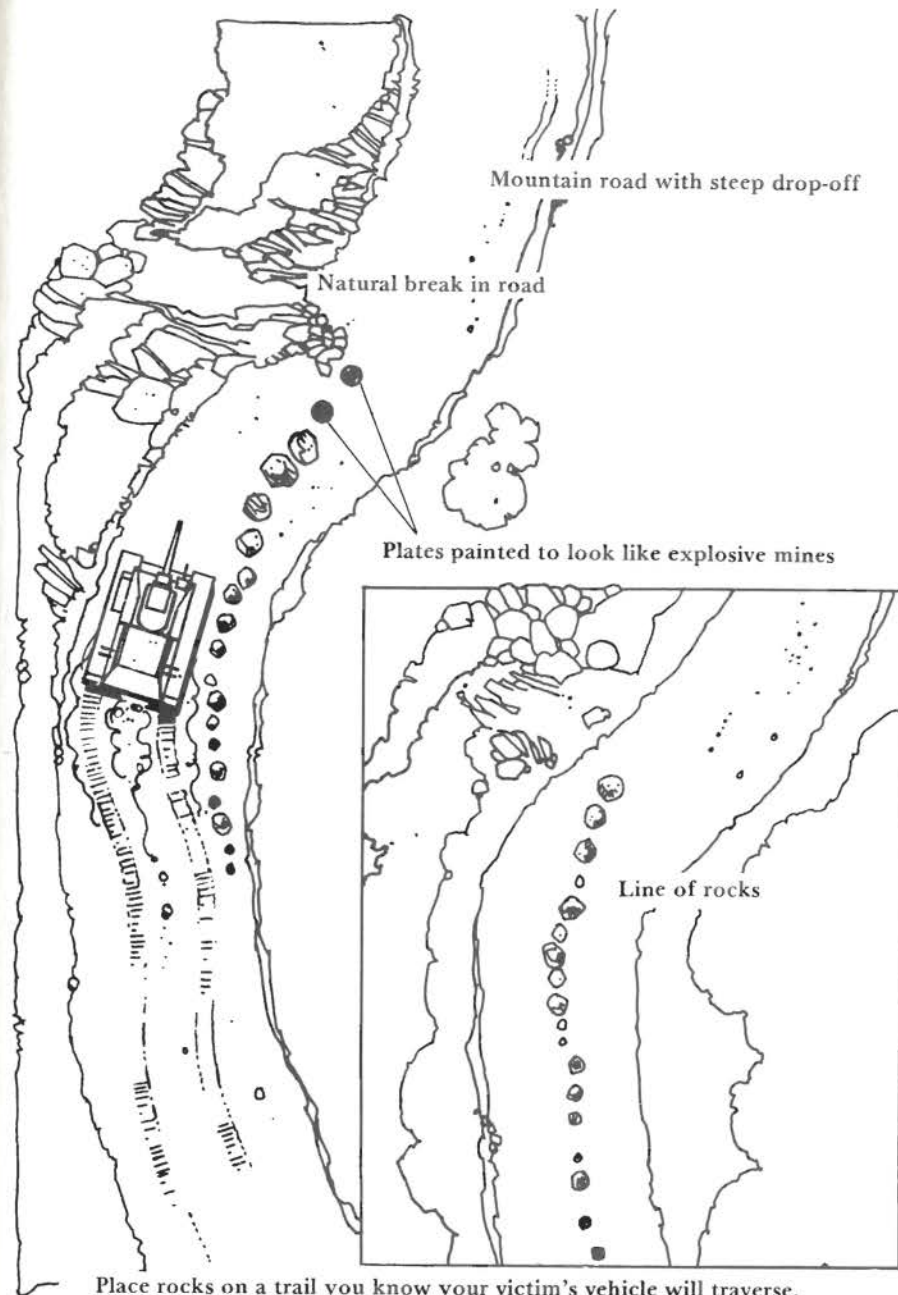 Mountain road with steep drop-off
Natural break in road
Plates painted to look like explosive mines
Line of rocks
Place rocks on a trail you know your victim's vehicle will traverse.